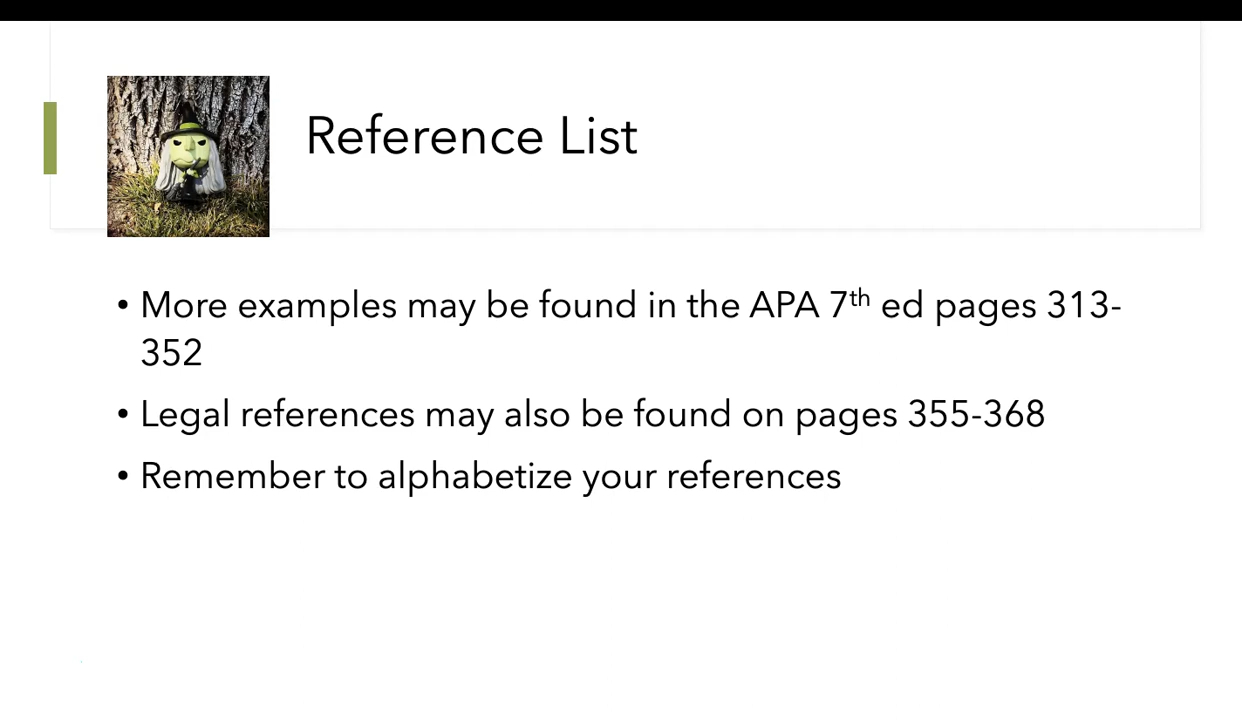 Reference List
• More examples may be found in the APA 7th ed pages 313-
352
• Legal references may also be found on pages 355-368
• Remember to alphabetize your references